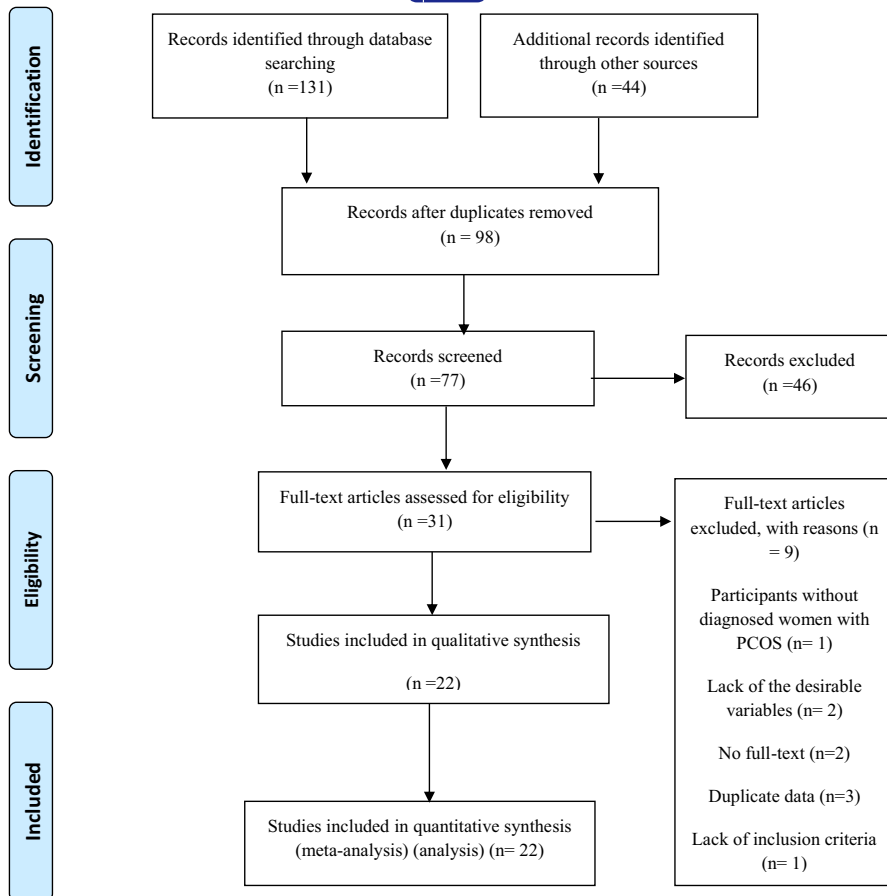 Identification
Records identified through database
searching
(n =131)
Additional records identified
through other sources
(n =44)
Records after duplicates removed
(n = 98)
Screening
Records screened
(n =77)
Records excluded
(n =46)
Eligibility
Full-text articles assessed for eligibility
(n =31)
Full-text articles
excluded, with reasons (n
= 9)
Participants without
diagnosed women with
PCOS (n= 1)
Lack of the desirable
variables (n= 2)
No full-text (n=2)
Duplicate data (n=3)
Lack of inclusion criteria
(n= 1)
Studies included in qualitative synthesis
(n =22)
Included
Studies included in quantitative synthesis
(meta-analysis) (analysis) (n= 22)